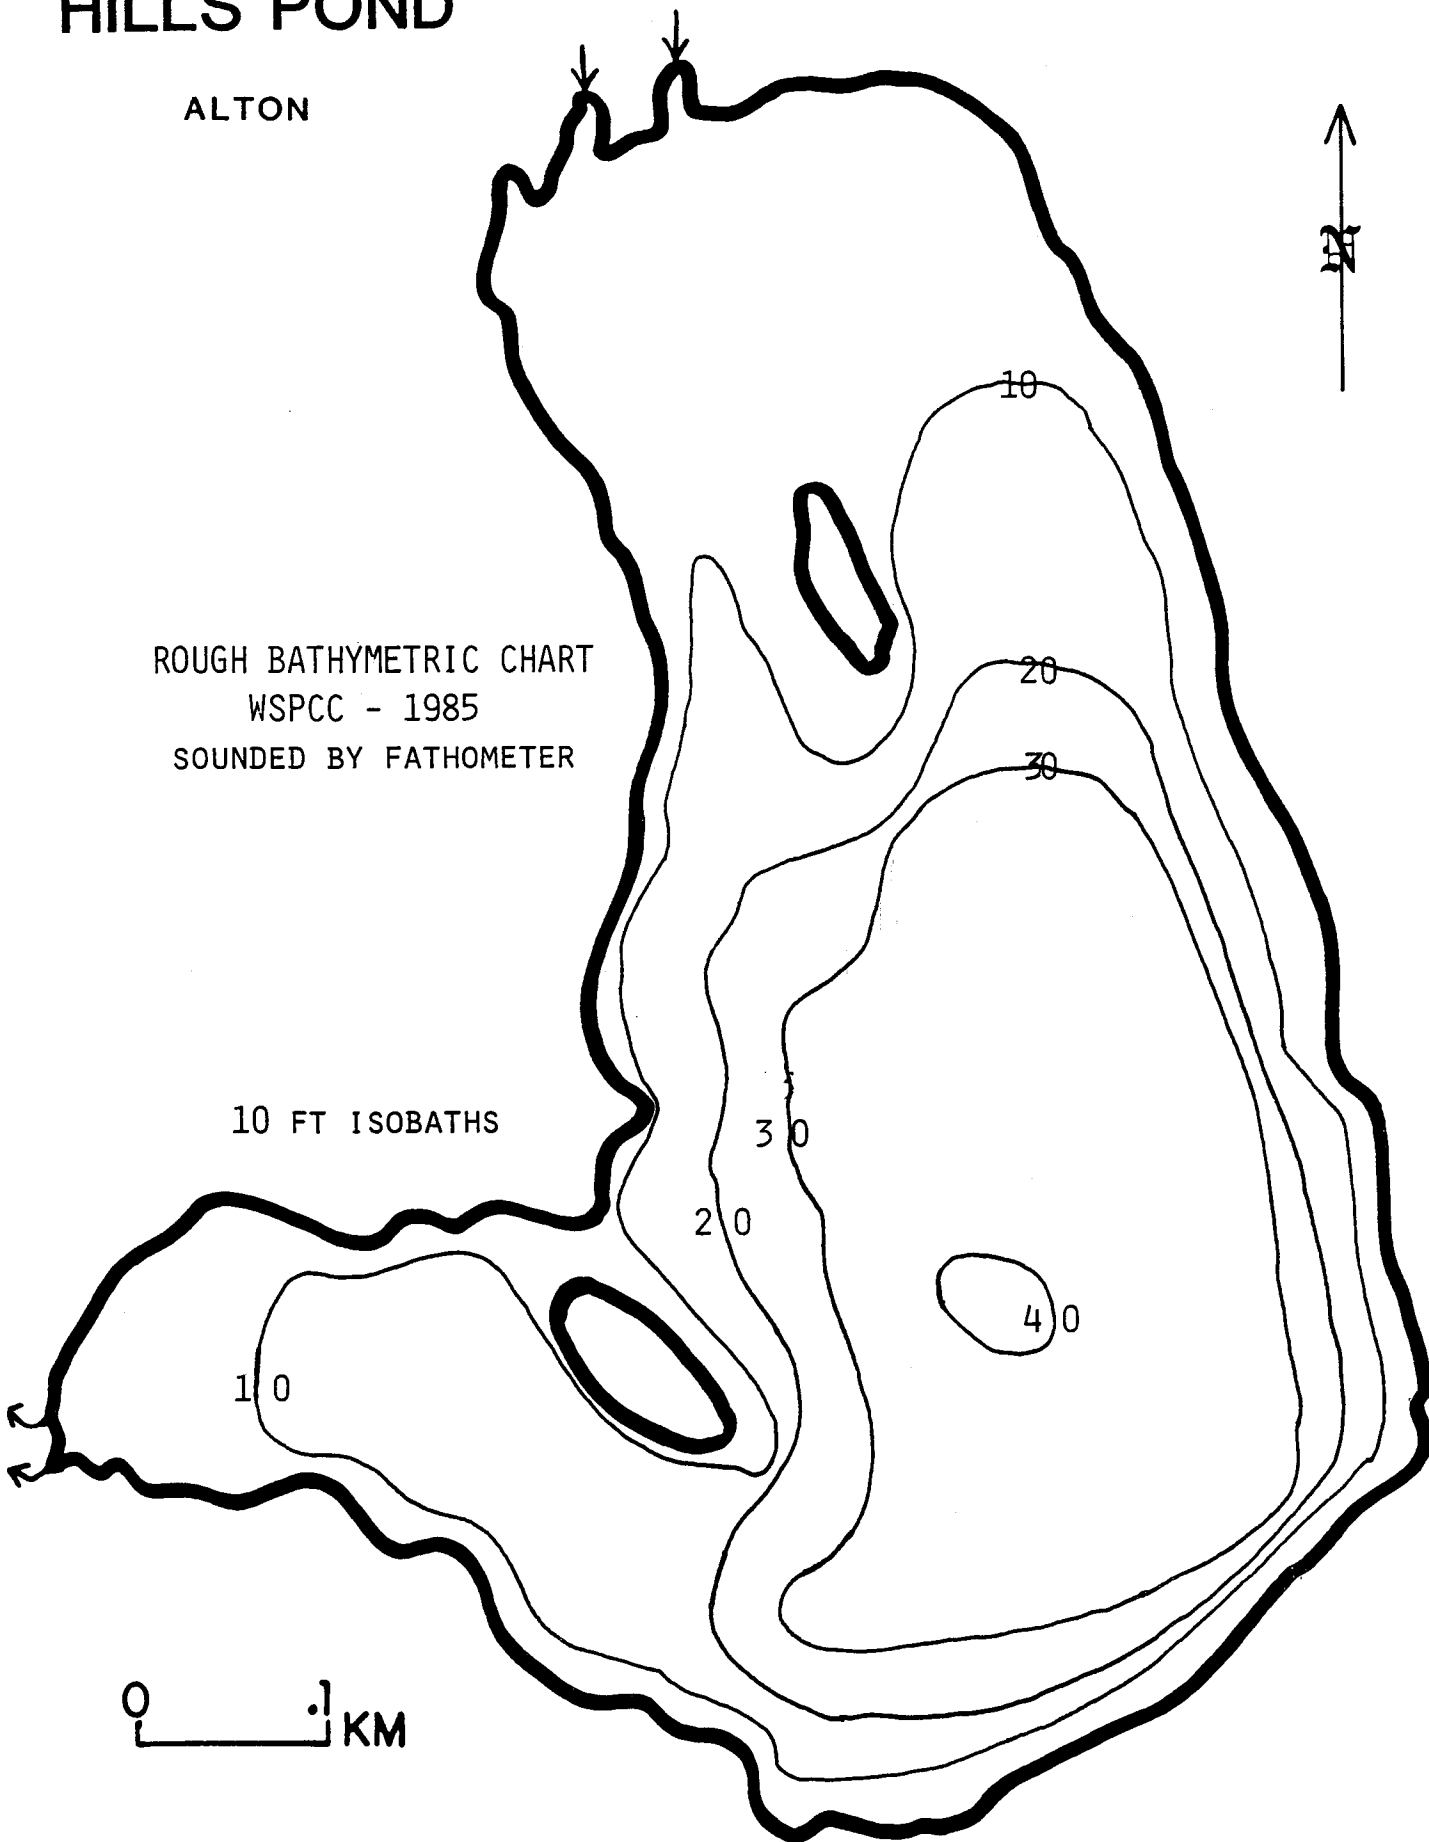 HILLS POND
ALTON
N
10
20
30
ROUGH BATHYMETRIC CHART
WSPCC - 1985
SOUNDED BY FATHOMETER
10 FT ISOBATHS
30
20
40
10
0 .1 KM